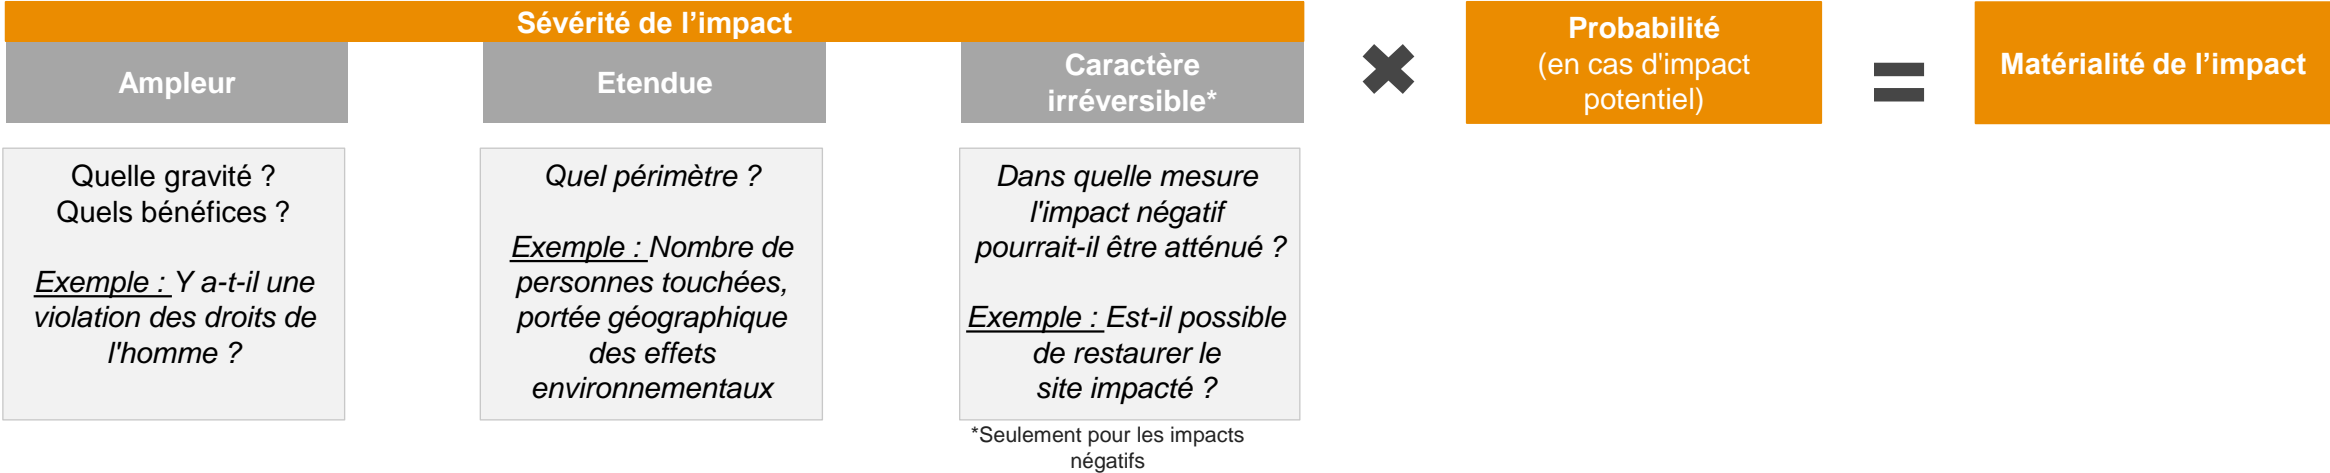 Sévérité de l’impact
Ampleur
Etendue
Caractère
irréversible*
Probabilité
(en cas d'impact
potentiel)
Matérialité de l’impact
Quelle gravité ?
Quels bénéfices ?
Exemple : Y a-t-il une
violation des droits de
l'homme ?
Quel périmètre ?
Exemple : Nombre de
personnes touchées,
portée géographique
des effets
environnementaux
Dans quelle mesure
l'impact négatif
pourrait-il être atténué ?
Exemple : Est-il possible
de restaurer le
site impacté ?
*Seulement pour les impacts
négatifs